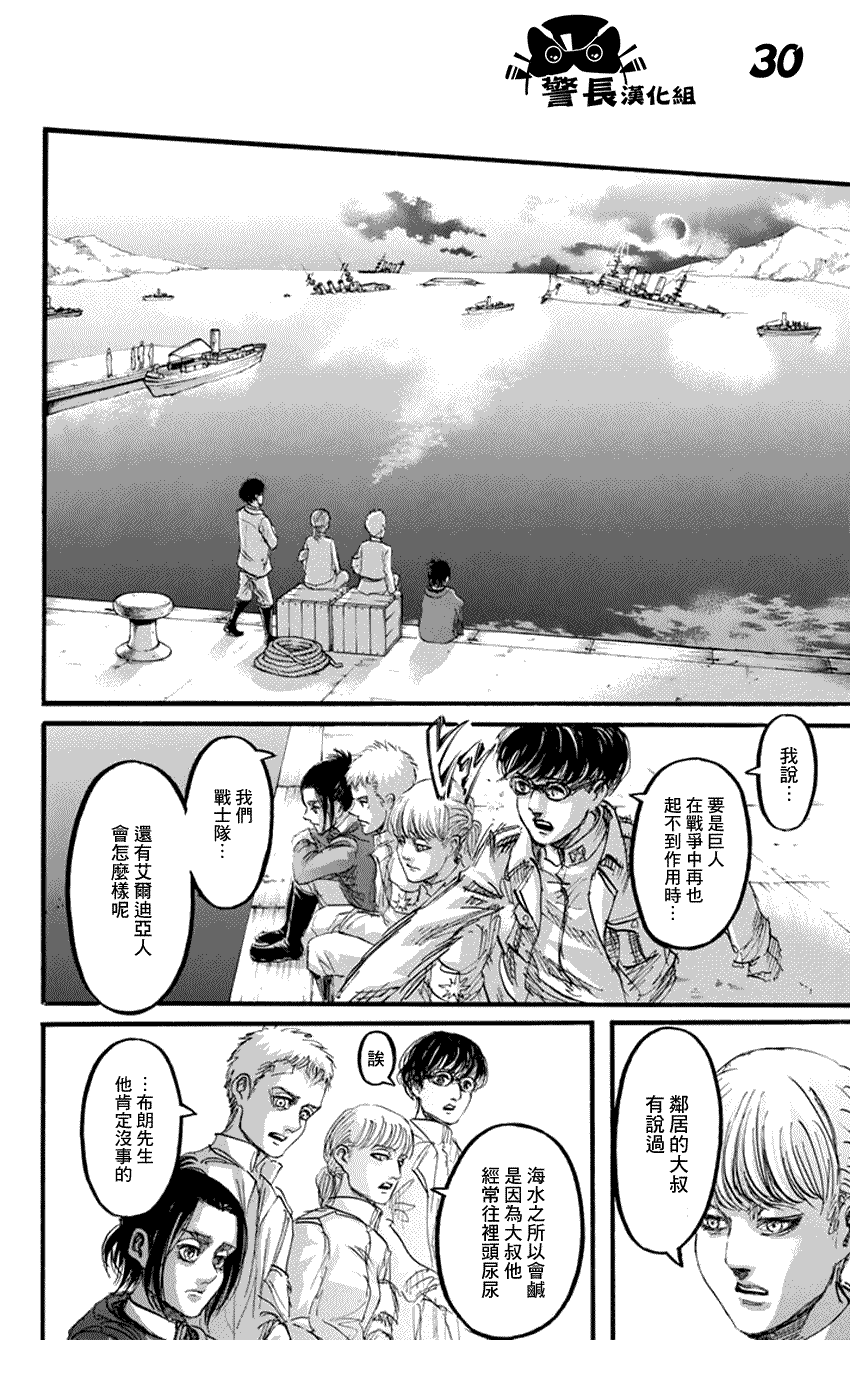 30
警長漢化組
我說…
要是巨人
在戰爭中再也
起不到作用時…
我們
戰士隊…
還有艾爾迪亞人
會怎麼樣呢
鄰居的大叔
有說過
海水之所以會鹹
是因為大叔他
經常往裡頭尿尿
誒
…布朗先生
他肯定沒事的